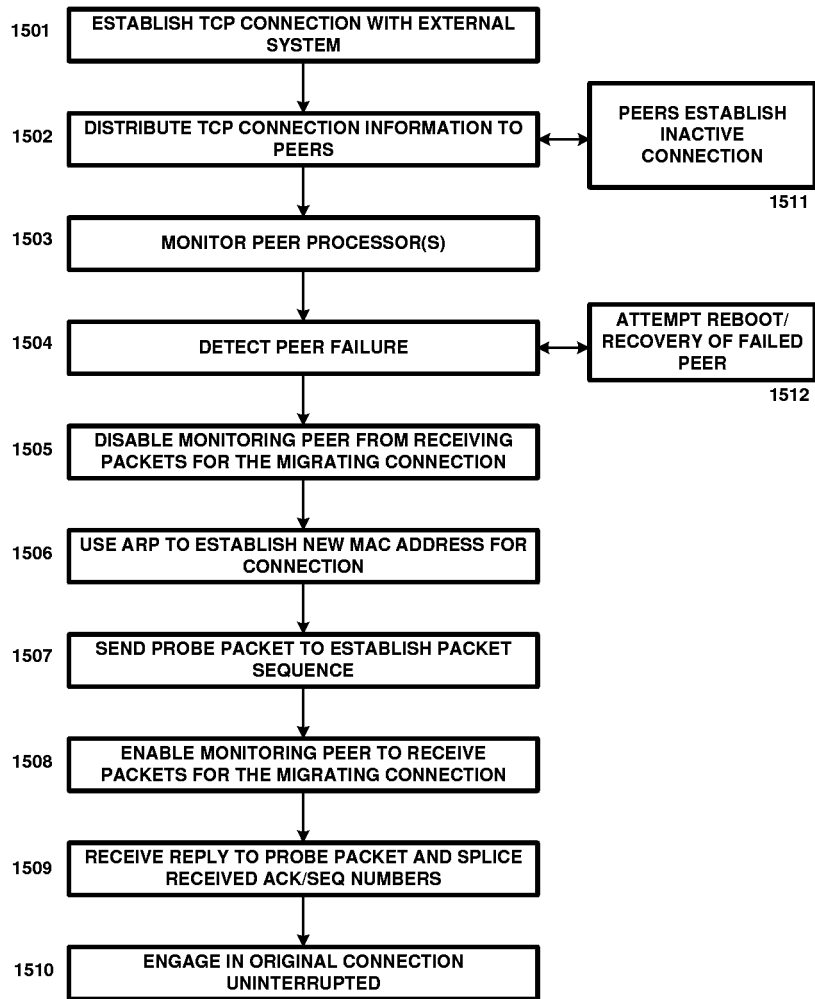 1501
ESTABLISH TCP CONNECTION WITH EXTERNAL
SYSTEM
1502
DISTRIBUTE TCP CONNECTION INFORMATION TO
PEERS
PEERS ESTABLISH
INACTIVE
CONNECTION
1511
1503
MONITOR PEER PROCESSOR(S)
1504
DETECT PEER FAILURE
ATTEMPT REBOOT/
RECOVERY OF FAILED
PEER
1512
1505
DISABLE MONITORING PEER FROM RECEIVING
PACKETS FOR THE MIGRATING CONNECTION
1506
USE ARP TO ESTABLISH NEW MAC ADDRESS FOR
CONNECTION
1507
SEND PROBE PACKET TO ESTABLISH PACKET
SEQUENCE
1508
ENABLE MONITORING PEER TO RECEIVE
PACKETS FOR THE MIGRATING CONNECTION
1509
RECEIVE REPLY TO PROBE PACKET AND SPLICE
RECEIVED ACK/SEQ NUMBERS
1510
ENGAGE IN ORIGINAL CONNECTION
UNINTERRUPTED